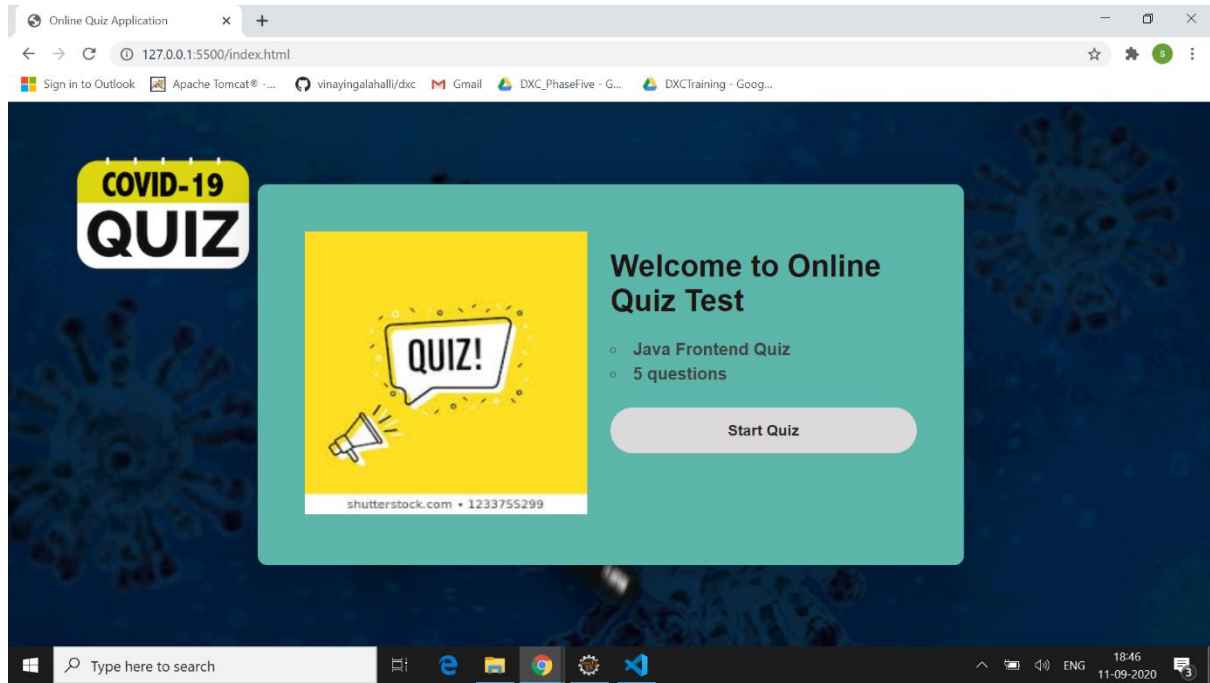 Online Quiz Application
127.0.0.1:5500/index.html
S
Sign in to Outlook Apache Tomcat® -... vinayingalahalli/dxc Gmail DXC_PhaseFive - G... DXCTraining - Goog...
COVID-19
QUIZ
QUIZ!
shutterstock.com • 1233755299
Welcome to Online
Quiz Test
Java Frontend Quiz
5 questions
Start Quiz
Type here to search
ENG
18:46
11-09-2020
3